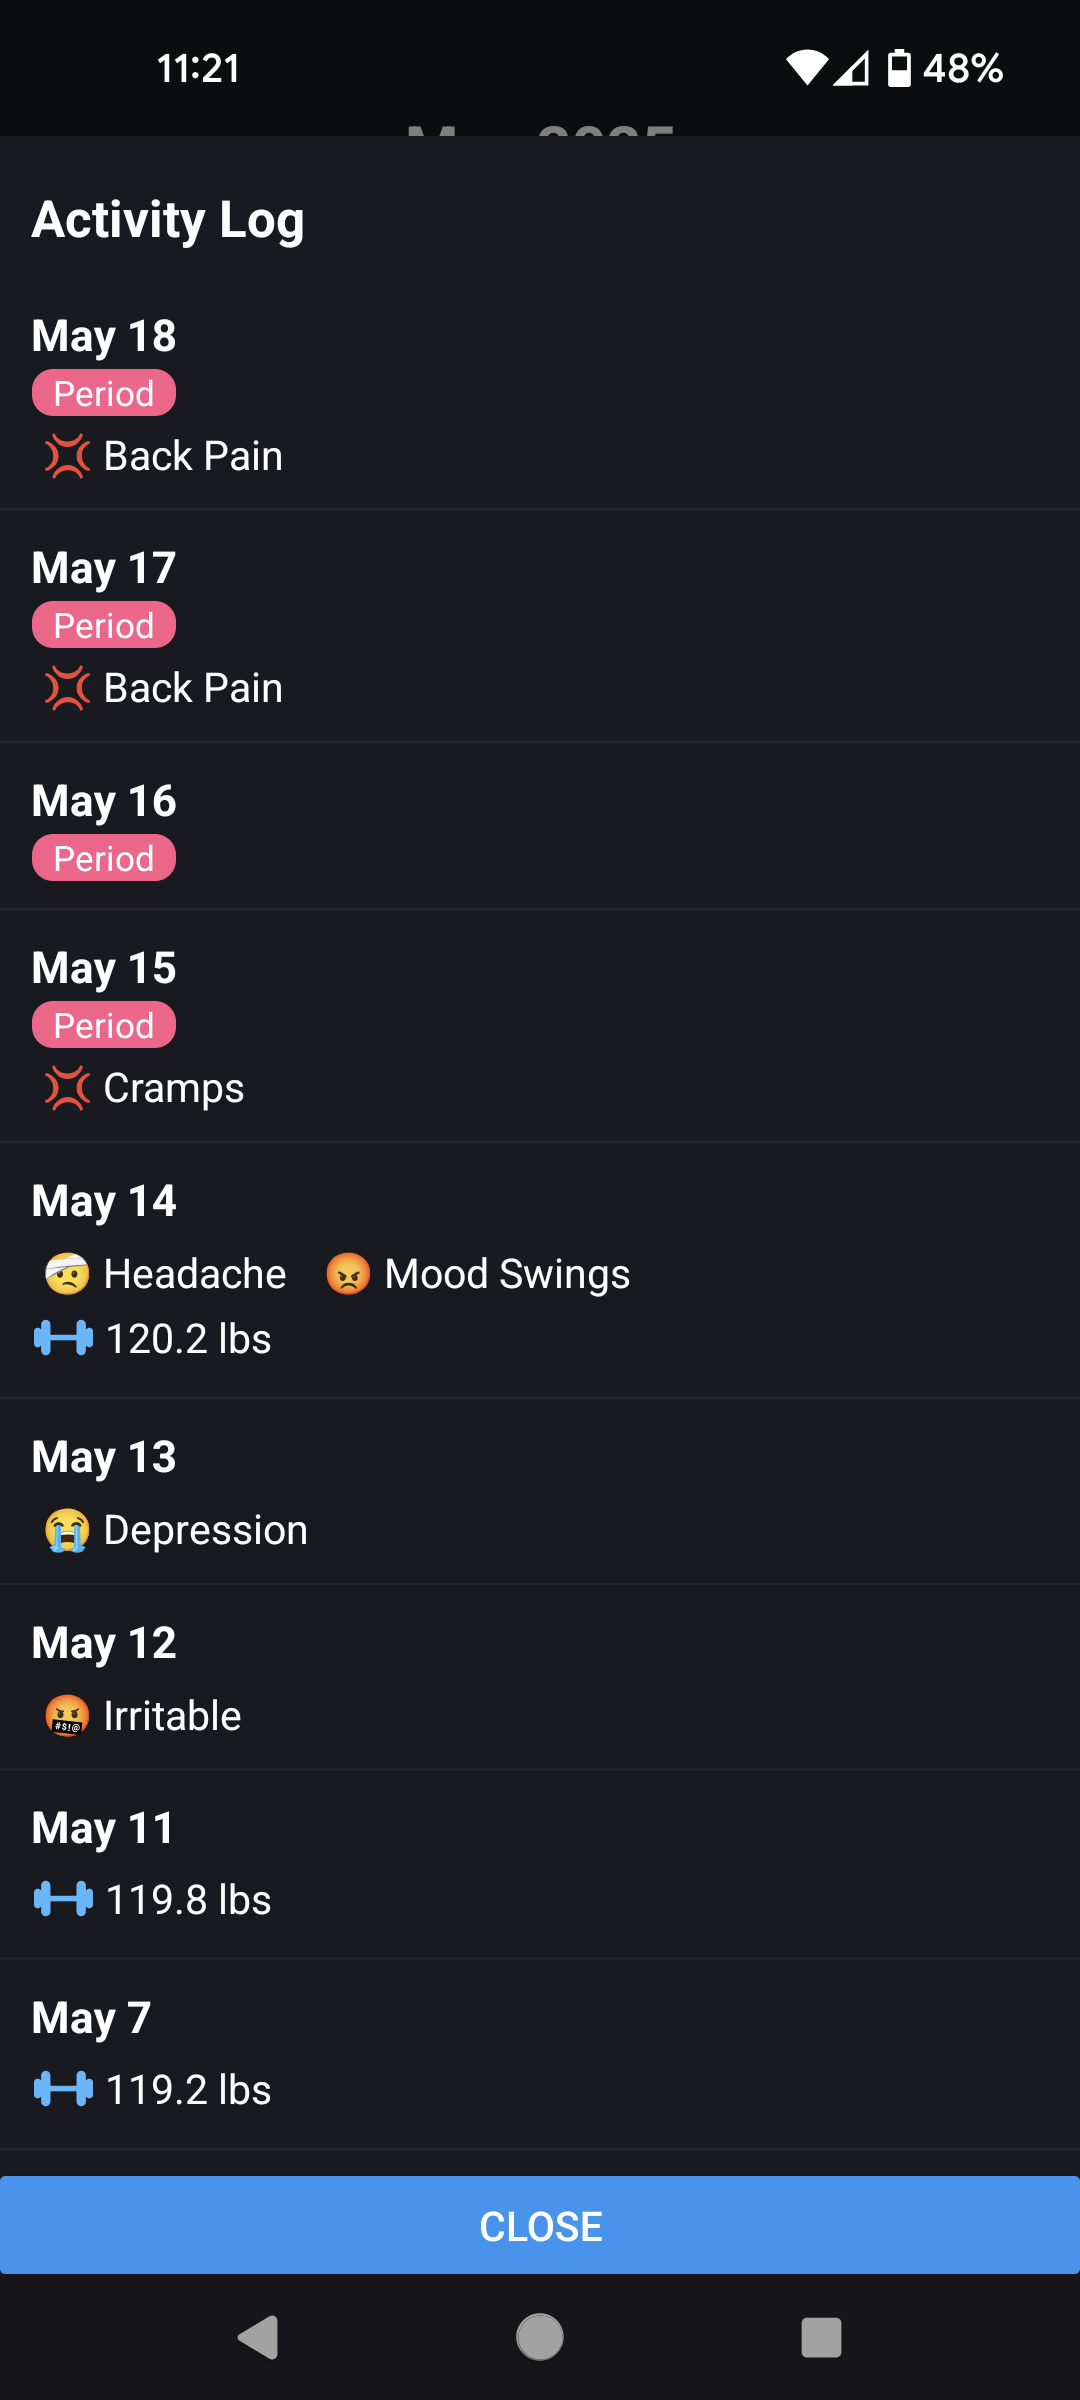 11:21
48%
Activity Log
May 18
Period
Back Pain
May 17
Period
Back Pain
May 16
Period
May 15
Period
Cramps
May 14
Headache Mood Swings
120.2 lbs
May 13
Depression
May 12
Irritable
May 11
119.8 lbs
May 7
119.2 lbs
CLOSE